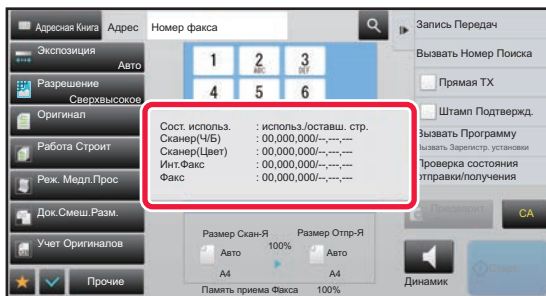 Адресная Книга
Адрес
Номер факса
Запись Передач
Экспозиция
Авто
Вызвать Номер Поиска
1
2
ABC
3
DEF
Разрешение
Сверхвысокое
Прямая TX
4
5
6
Оригинал
Штамп Подтвержд.
Сост. использ. : использ./оставш. стр.
Сканер(Ч/Б) : 00,000,000/--,---,---
Сканер(Цвет) : 00,000,000/--,---,---
Инт.Факс : 00,000,000/--,---,---
Факс : 00,000,000/--,---,---
Вызвать Программу
Вызвать Зарегистр. установки
Работа Строит
Проверка состояния
отправки/получения
Реж. Медл.Прос
Док.Смеш.Разм.
Предпросм.
CA
Учет Оригиналов
Размер Скан-Я
Размер Отпр-Я
100%
Авто
Авто
A4
A4
Прочие
Память приема Факса 100%
Динамик